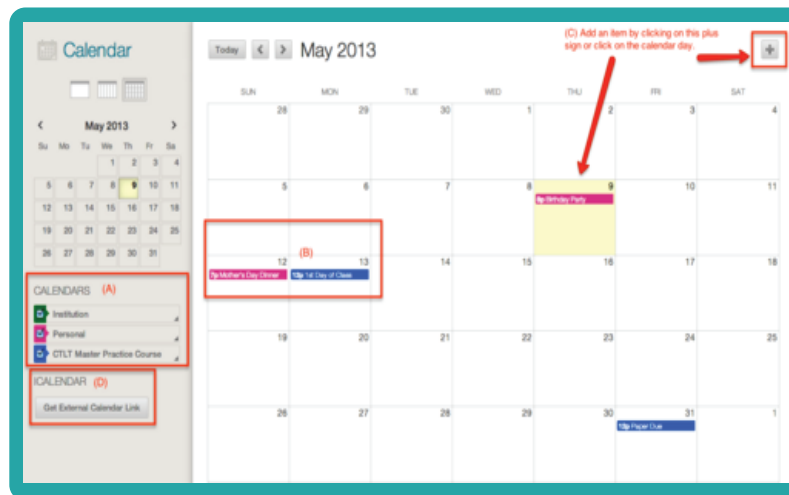 Calendar
May 2013
Su Mo Tu We Th Fr Sa
1 2 3 4
5 6 7 8 9 10 11
12 13 14 15 16 17 18
19 20 21 22 23 24 25
26 27 28 29 30 31
CALENDARS (A)
Institution
Personal
CTLT Master Practice Course
ICALENDAR (D)
Get External Calendar Link
Today < > May 2013
(C) Add an item by clicking on this plus
sign or click on the calendar day.
+
SUN MON TUE WED THU FRI SAT
28 29 30 1 2 3 4
5 6 7 8 9 10 11
Birthday Party
(B)
12 13 14 15 16 17 18
Mother's Day Dinner 12p 1st Day of Class
19 20 21 22 23 24 25
26 27 28 29 30 31 1
12p Paper Due